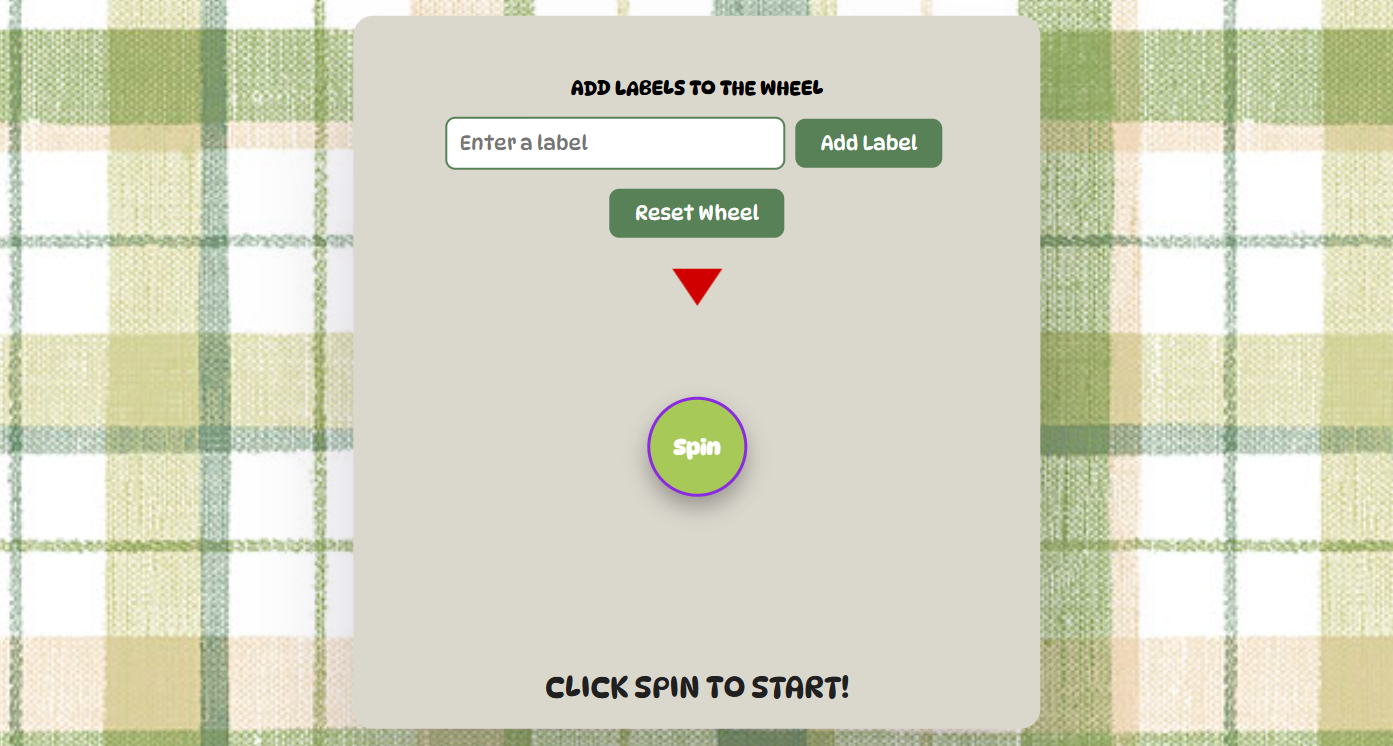 ADD LABELS TO THE WHEEL
Enter a label Add Label
Reset Wheel
Spin
CLICK SPIN TO START!